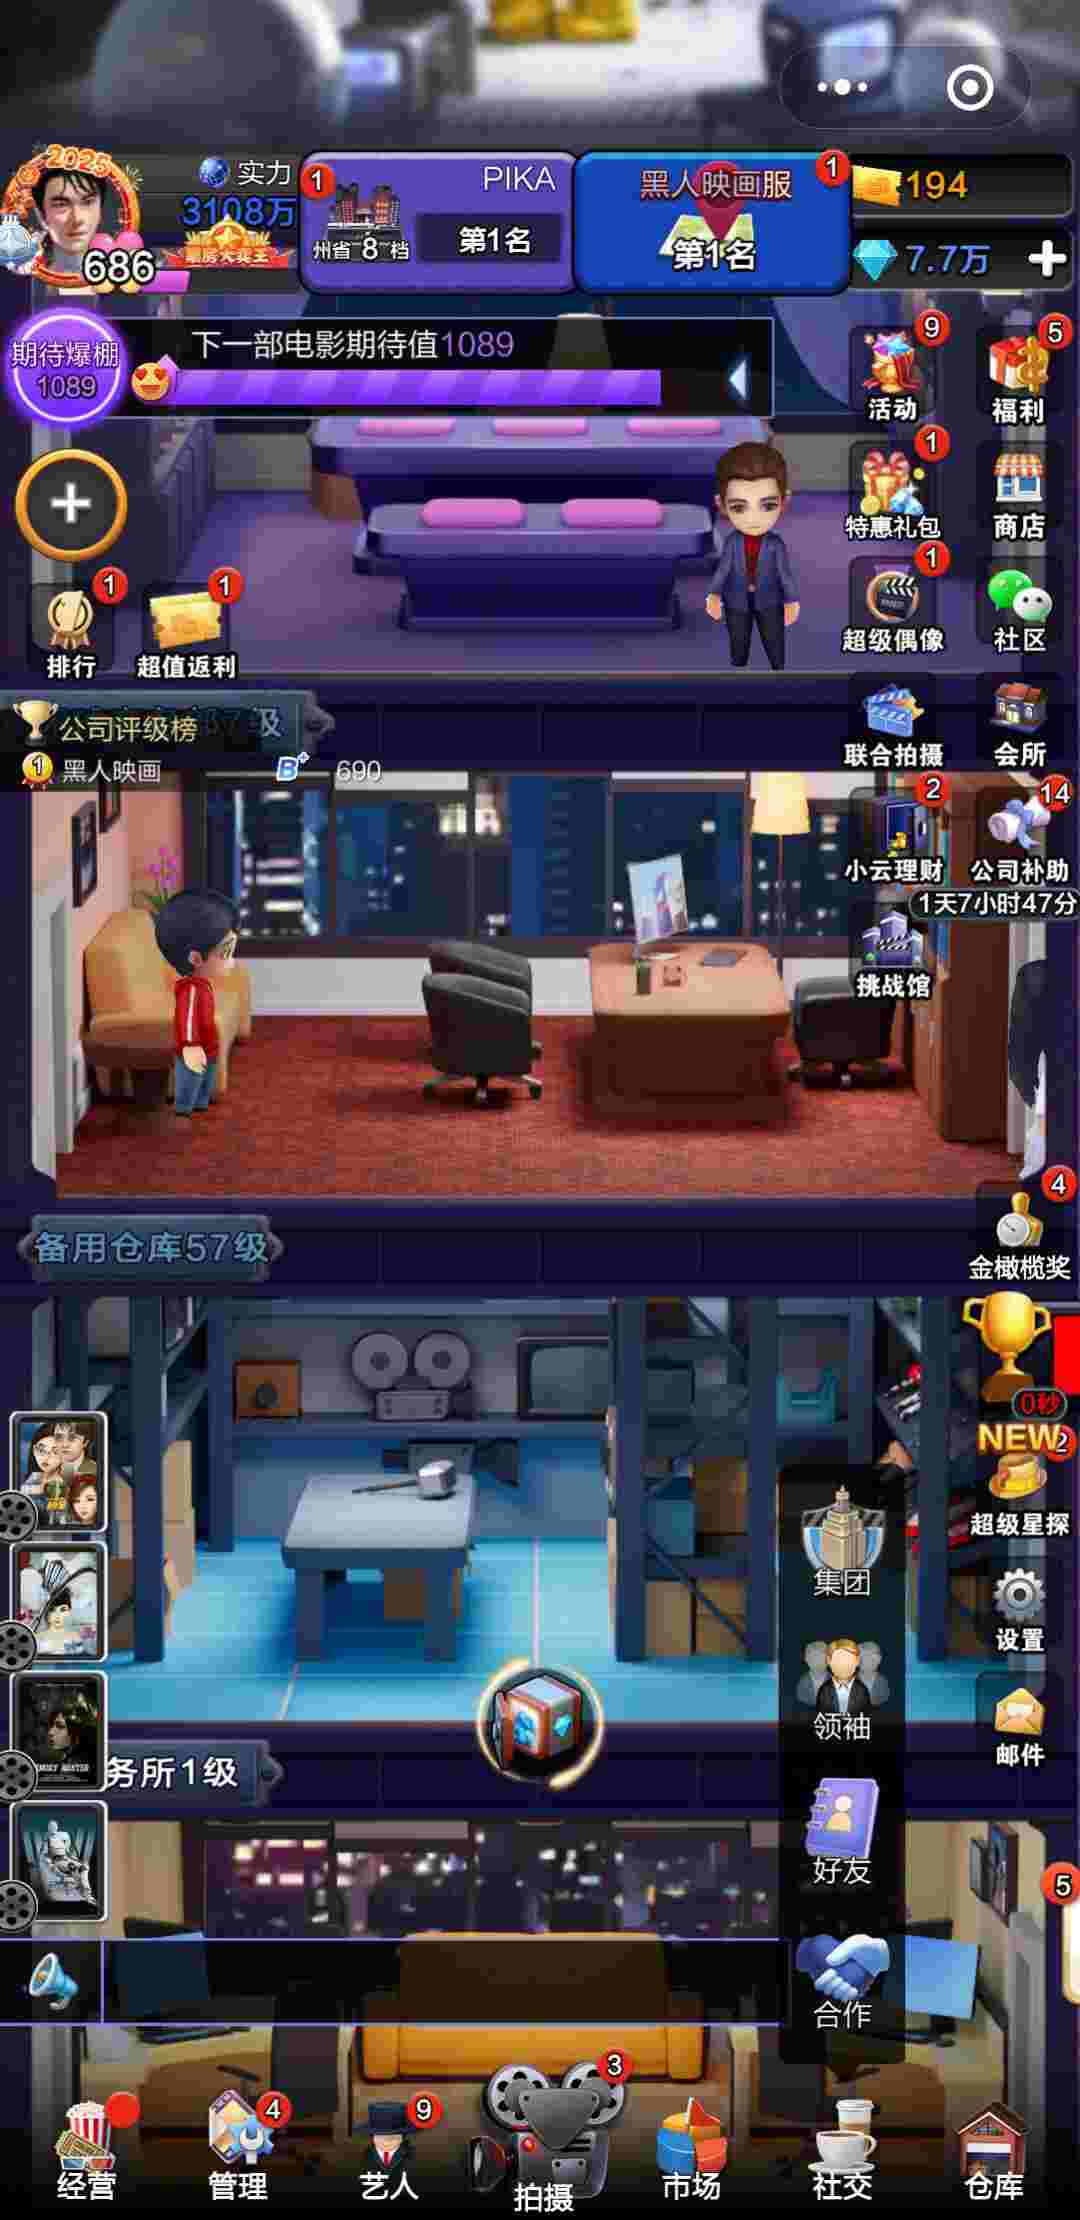 2025
686
实力
3108万
票房大卖王
1
PIKA
州省 8 档
第1名
黑人映画服
1
第1名
194
7.7万
期待爆棚
1089
下一部电影期待值1089
9
活动
5
福利
1
特惠礼包
商店
1
超级偶像
社区
1
排行
1
超值返利
7级
公司评级榜
1 黑人映画 B+ 690
联合拍摄
会所
2
小云理财
14
公司补助
1天7小时47分
挑战馆
4
金橄榄奖
备用仓库57级
0秒
NEW
2
超级星探
集团
设置
领袖
邮件
务所1级
好友
5
合作
经营
4
管理
9
艺人
3
拍摄
市场
社交
仓库